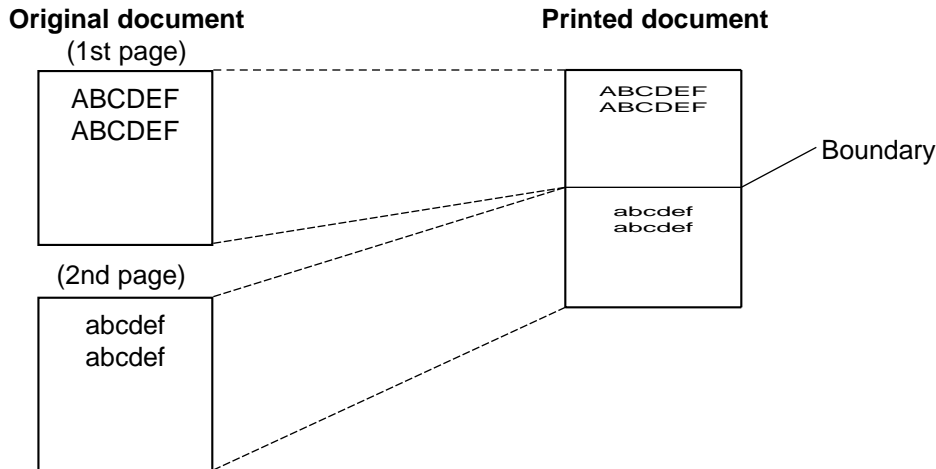 Original document
(1st page)
ABCDEF
ABCDEF
(2nd page)
abcdef
abcdef
Printed document
ABCDEF
ABCDEF
abcdef
abcdef
Boundary